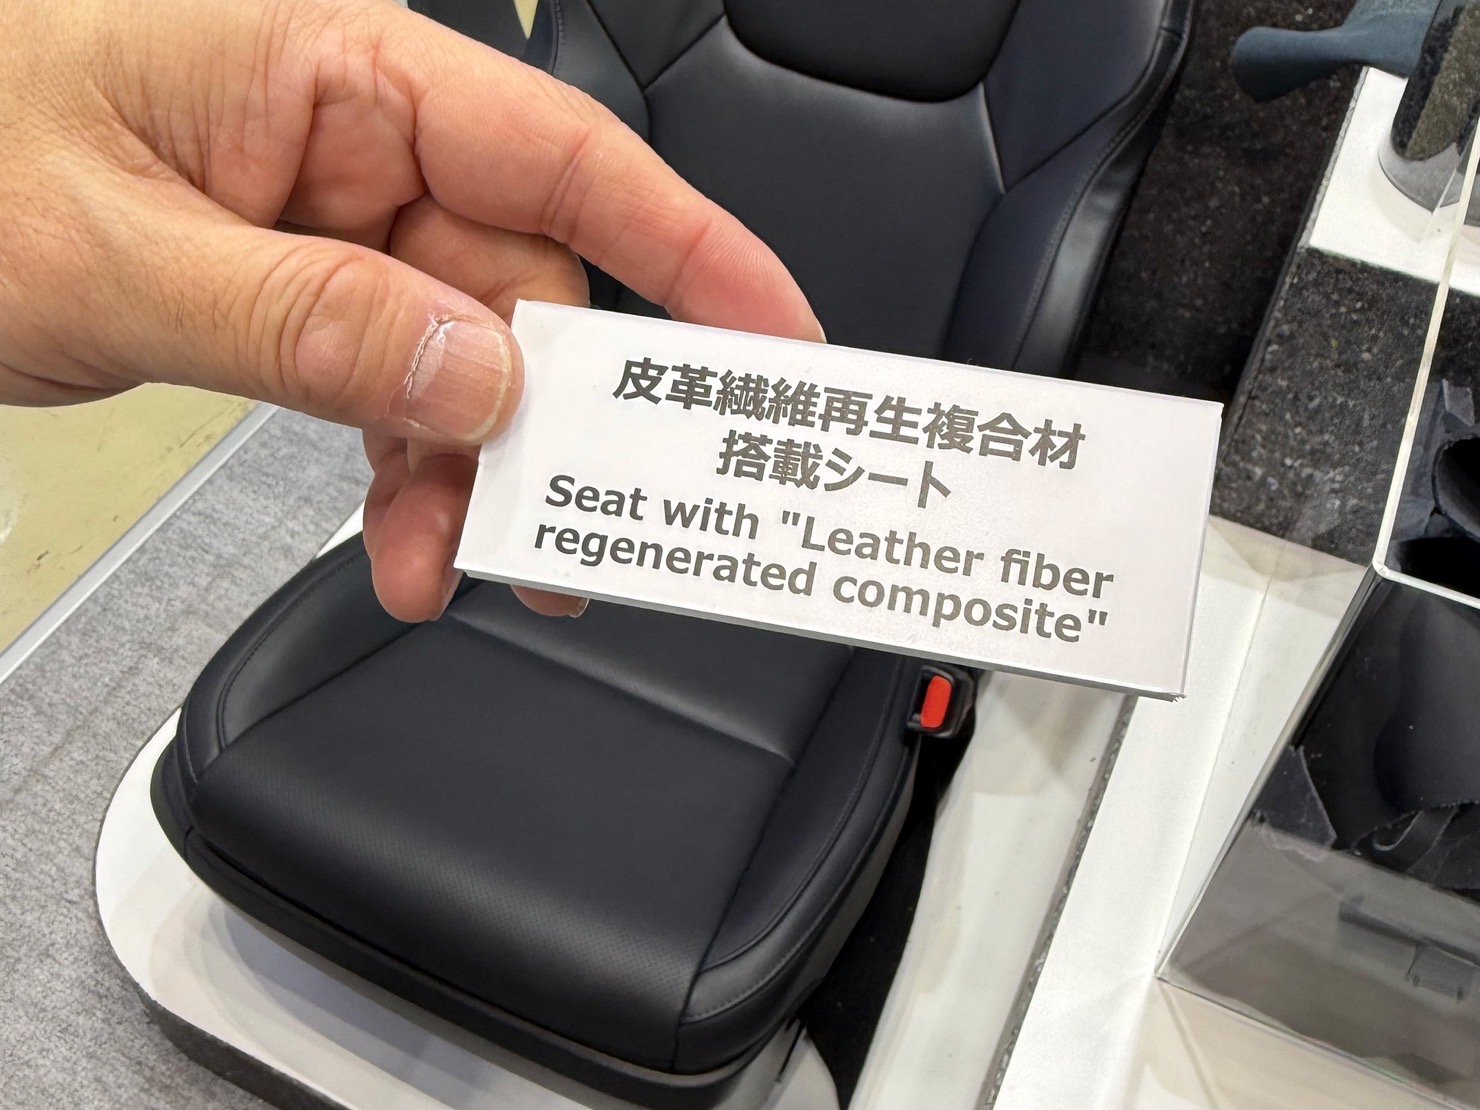 皮革繊維再生複合材
搭載シート
Seat with "Leather fiber
regenerated composite"